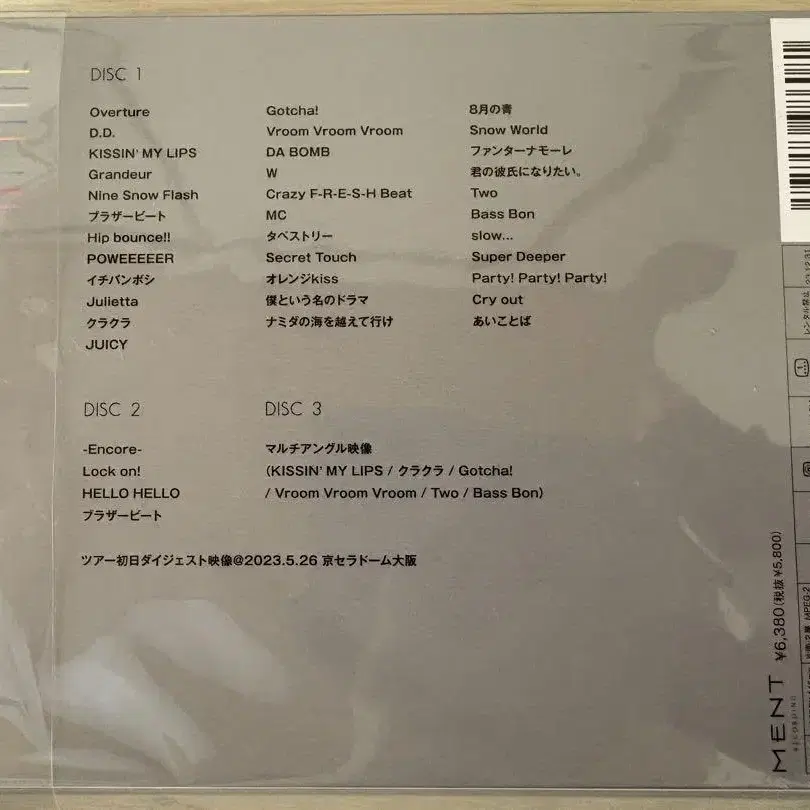 DISC 1
Overture
D.D.
KISSIN' MY LIPS
Grandeur
Nine Snow Flash
ブラザービート
Hip bounce!!
POWEEEEER
イチバンボシ
Julietta
クラクラ
JUICY
Gotcha!
Vroom Vroom Vroom
DA BOMB
W
Crazy F-R-E-S-H Beat
MC
タペストリー
Secret Touch
オレンジkiss
僕という名のドラマ
ナミダの海を越えて行け
8月の青
Snow World
ファンターナモーレ
君の彼氏になりたい。
Two
Bass Bon
slow...
Super Deeper
Party! Party! Party!
Cry out
あいことば
DISC 2
-Encore-
Lock on!
HELLO HELLO
ブラザービート
ツアー初日ダイジェスト映像@2023.5.26 京セラドーム大阪
DISC 3
マルチアングル映像
(KISSIN' MY LIPS / クラクラ / Gotcha!
/ Vroom Vroom Vroom / Two / Bass Bon)
¥6,380(税抜¥5,800)
MENT
RECORDING
レンタル禁止
MPEG-2